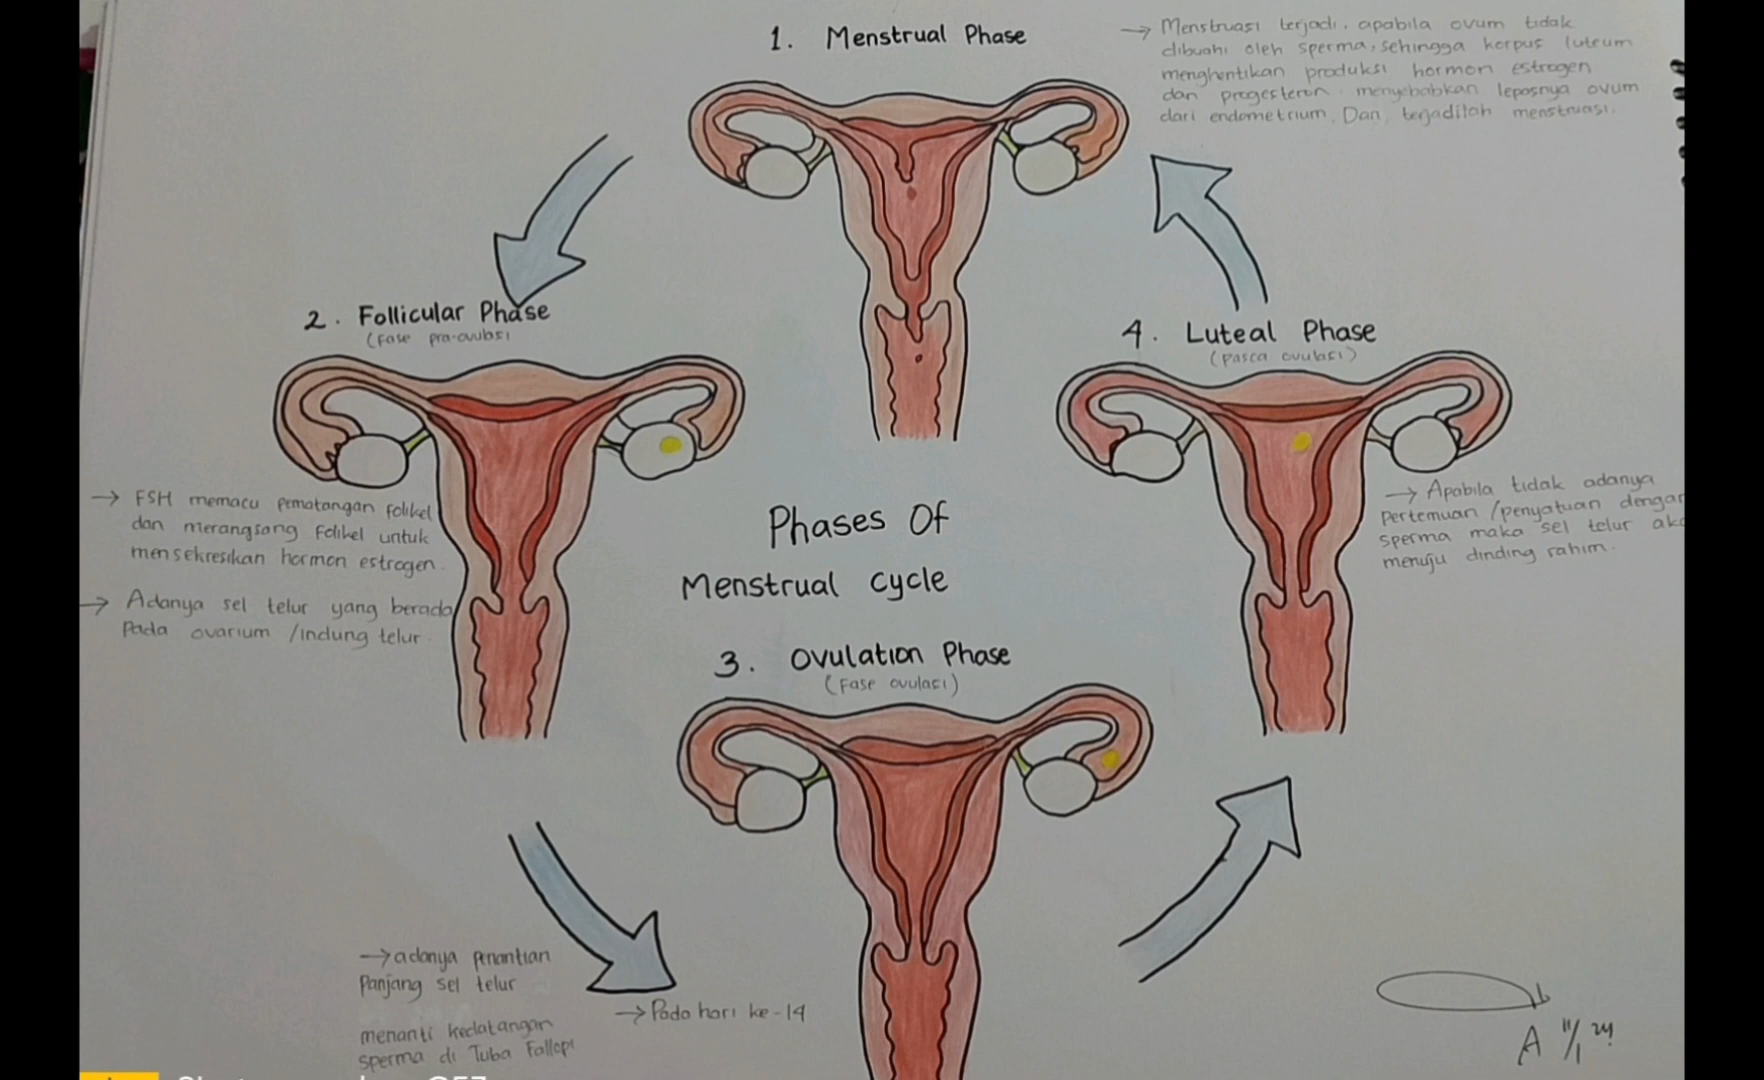 1. Menstrual Phase
→ Menstruasi terjadi, apabila ovum tidak
dibuahi oleh sperma, sehingga korpus luteum
menghentikan produksi hormon estrogen
dan progesteron menyebabkan leposnya ovum
dari endometrium. Dan, terjadilah menstruasi.
2. Follicular Phase
(Fase pra-ovulasi
→ FSH memacu pematangan folikel
dan merangsang folikel untuk
mensekresikan hormon estrogen.
→ Adanya sel telur yang berada
pada ovarium /indung telur.
4. Luteal Phase
(pasca ovulasi)
→ Apabila tidak adanya
pertemuan /penyatuan dengan
sperma maka sel telur aka
menuju dinding rahim.
Phases Of
Menstrual Cycle
3. Ovulation Phase
(Fase ovulasi)
→ adanya penantian
panjang sel telur
menanti kedatangan
sperma di Tuba Fallopi
→ Pada hari ke-14
A